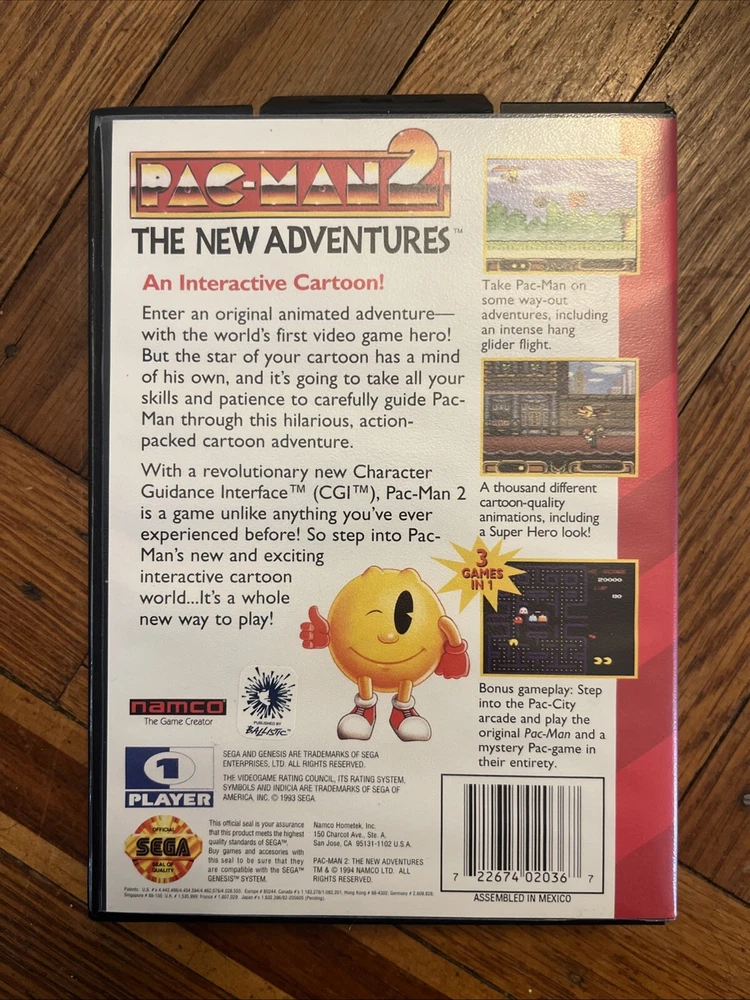 PAC-MAN 2
THE NEW ADVENTURES™
An Interactive Cartoon!
Enter an original animated adventure—
with the world's first video game hero!
But the star of your cartoon has a mind
of his own, and it's going to take all your
skills and patience to carefully guide Pac-
Man through this hilarious, action-
packed cartoon adventure.
With a revolutionary new Character
Guidance Interface™ (CGI™), Pac-Man 2
is a game unlike anything you've ever
experienced before! So step into Pac-
Man's new and exciting
interactive cartoon
world...It's a whole
new way to play!
Take Pac-Man on
some way-out
adventures, including
an intense hang
glider flight.
A thousand different
cartoon-quality
animations, including
a Super Hero look!
3
GAMES
IN 1
20000
Bonus gameplay: Step
into the Pac-City
arcade and play the
original Pac-Man and a
mystery Pac-game in
their entirety.
namco
The Game Creator
PUBLISHED BY
BALLISTIC™
1
PLAYER
SEGA AND GENESIS ARE TRADEMARKS OF SEGA
ENTERPRISES, LTD. ALL RIGHTS RESERVED.
THE VIDEOGAME RATING COUNCIL, ITS RATING SYSTEM,
SYMBOLS AND INDICIA ARE TRADEMARKS OF SEGA OF
AMERICA, INC. © 1993 SEGA
OFFICIAL
SEGA
SEAL OF
QUALITY
This official seal is your assurance
that this product meets the highest
quality standards of SEGA™.
Buy games and accesories with
this seal to be sure that they
are compatible with the SEGA™
GENESIS™ SYSTEM.
Namco Hometek, Inc.
150 Charcot Ave., Ste. A,
San Jose, CA 95131-1102 U.S.A.
PAC-MAN 2: THE NEW ADVENTURES
TM & © 1994 NAMCO LTD. ALL
RIGHTS RESERVED.
7 22674 02036 7
ASSEMBLED IN MEXICO